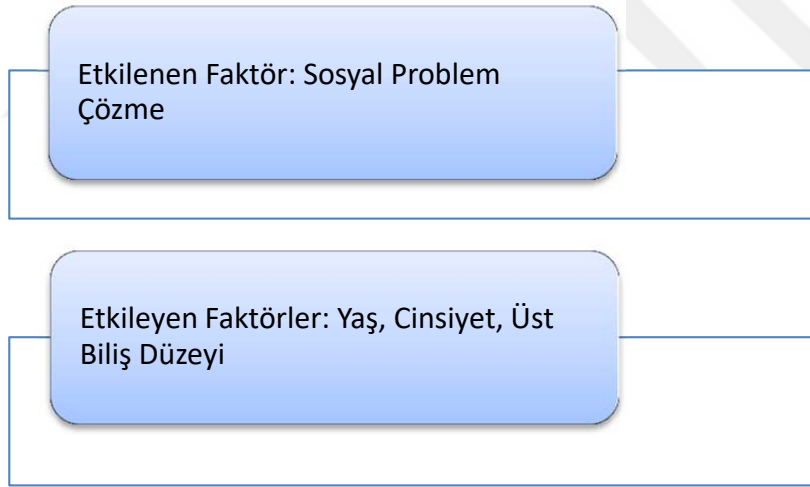 Etkilenen Faktör: Sosyal Problem
Çözme
Etkileyen Faktörler: Yaş, Cinsiyet, Üst
Biliş Düzeyi